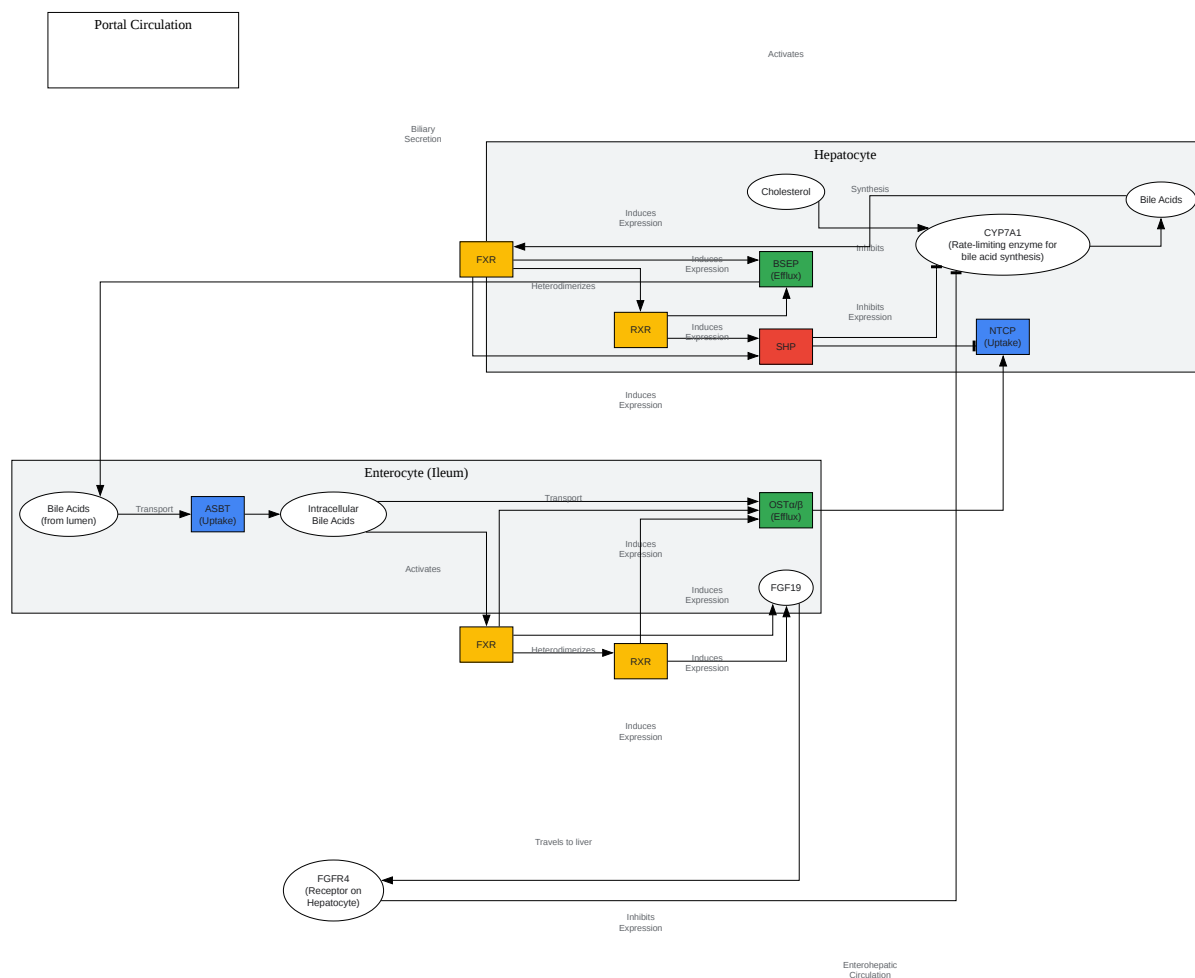 Portal Circulation
Activates
Biliary
Secretion
Hepatocyte
Cholesterol
Synthesis
Bile Acids
Induces
Expression
CYP7A1
(Rate-limiting enzyme for
bile acid synthesis)
Inhibits
FXR
Induces
Expression
BSEP
(Efflux)
Heterodimerizes
Inhibits
Expression
RXR
Induces
Expression
SHP
NTCP
(Uptake)
Induces
Expression
Enterocyte (Ileum)
Bile Acids
(from lumen)
Transport
ASBT
(Uptake)
Intracellular
Bile Acids
Transport
OSTα/β
(Efflux)
Induces
Expression
Activates
Induces
Expression
FGF19
FXR
Heterodimerizes
RXR
Induces
Expression
Induces
Expression
Travels to liver
FGFR4
(Receptor on
Hepatocyte)
Inhibits
Expression
Enterohepatic
Circulation